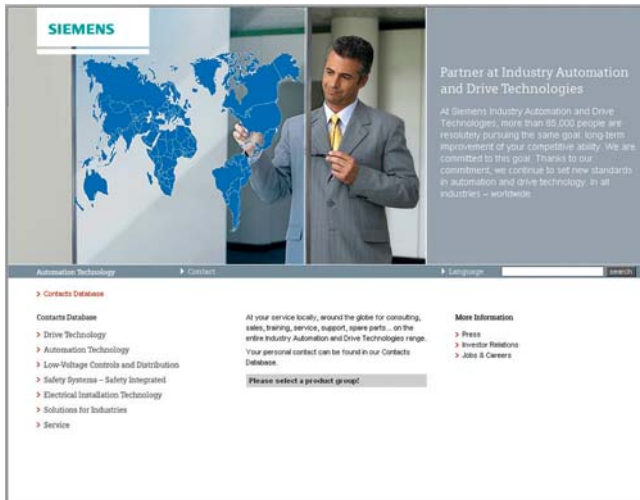 SIEMENS
Partner at Industry Automation
and Drive Technologies
At Siemens Industry Automation and Drive
Technologies, more than 85,000 people are
resolutely pursuing the same goal: long-term
improvement of your competitive ability. We are
committed to this goal. Thanks to our
commitment, we continue to set new standards
in automation and drive technology. In all
industries – worldwide.
Automation Technology
Contact
Language
search
Contacts Database
Contacts Database
Drive Technology
Automation Technology
Low-Voltage Controls and Distribution
Safety Systems – Safety Integrated
Electrical Installation Technology
Solutions for Industries
Service
At your service locally, around the globe for consulting,
sales, training, service, support, spare parts... on the
entire Industry Automation and Drive Technologies range.
Your personal contact can be found in our Contacts
Database.
Please select a product group!
More Information
Press
Investor Relations
Jobs & Careers